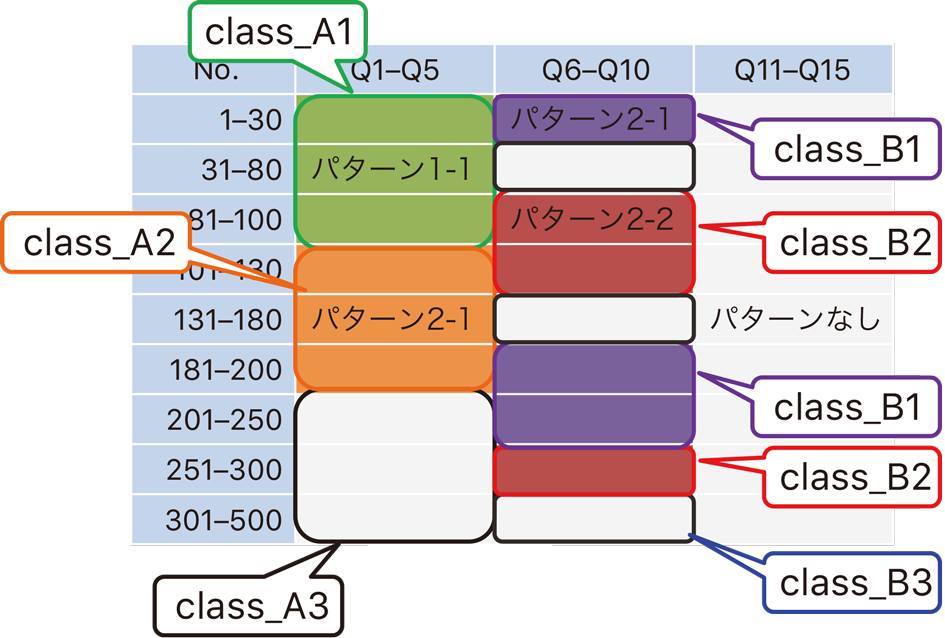 class_A1
No. Q1–Q5 Q6–Q10 Q11–Q15
1–30 パターン2-1
class_B1
31–80 パターン1-1
81–100 パターン2-2
class_A2
class_B2
101–130
131–180 パターン2-1 パターンなし
181–200
201–250
class_B1
251–300
class_B2
301–500
class_A3
class_B3